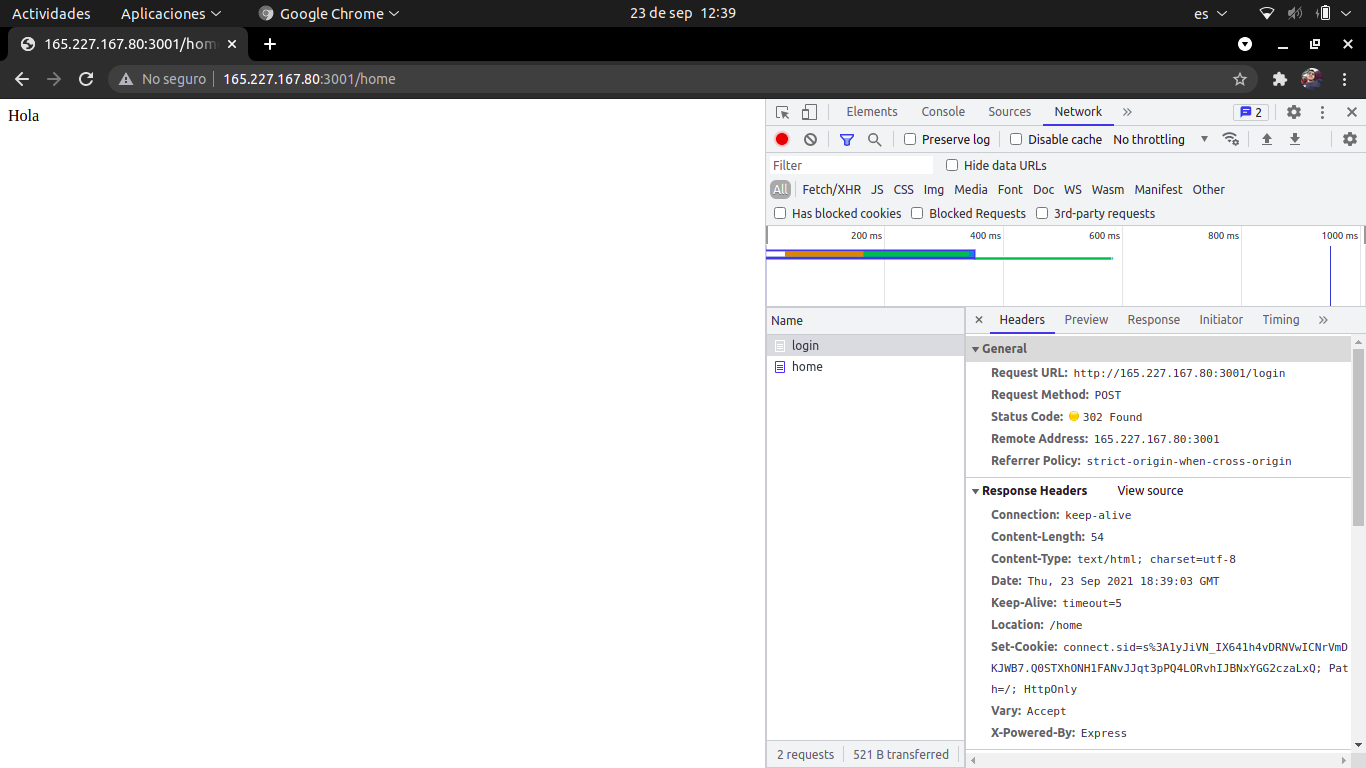 Actividades Aplicaciones Google Chrome 23 de sep 12:39 es
165.227.167.80:3001/hom
No seguro 165.227.167.80:3001/home
Hola
Elements Console Sources Network 2
Preserve log Disable cache No throttling
Filter Hide data URLs
All Fetch/XHR JS CSS Img Media Font Doc WS Wasm Manifest Other
Has blocked cookies Blocked Requests 3rd-party requests
200 ms 400 ms 600 ms 800 ms 1000 ms
Name
login
home
2 requests 521 B transferred
Headers Preview Response Initiator Timing
General
Request URL: http://165.227.167.80:3001/login
Request Method: POST
Status Code: 302 Found
Remote Address: 165.227.167.80:3001
Referrer Policy: strict-origin-when-cross-origin
Response Headers View source
Connection: keep-alive
Content-Length: 54
Content-Type: text/html; charset=utf-8
Date: Thu, 23 Sep 2021 18:39:03 GMT
Keep-Alive: timeout=5
Location: /home
Set-Cookie: connect.sid=s%3A1yJiVN_IX641h4vDRNVwICNrVmD
KJWB7.Q0STXhONH1FANvJJqt3pPQ4LORvhIJBNxYGG2czaLxQ; Pat
h=/; HttpOnly
Vary: Accept
X-Powered-By: Express